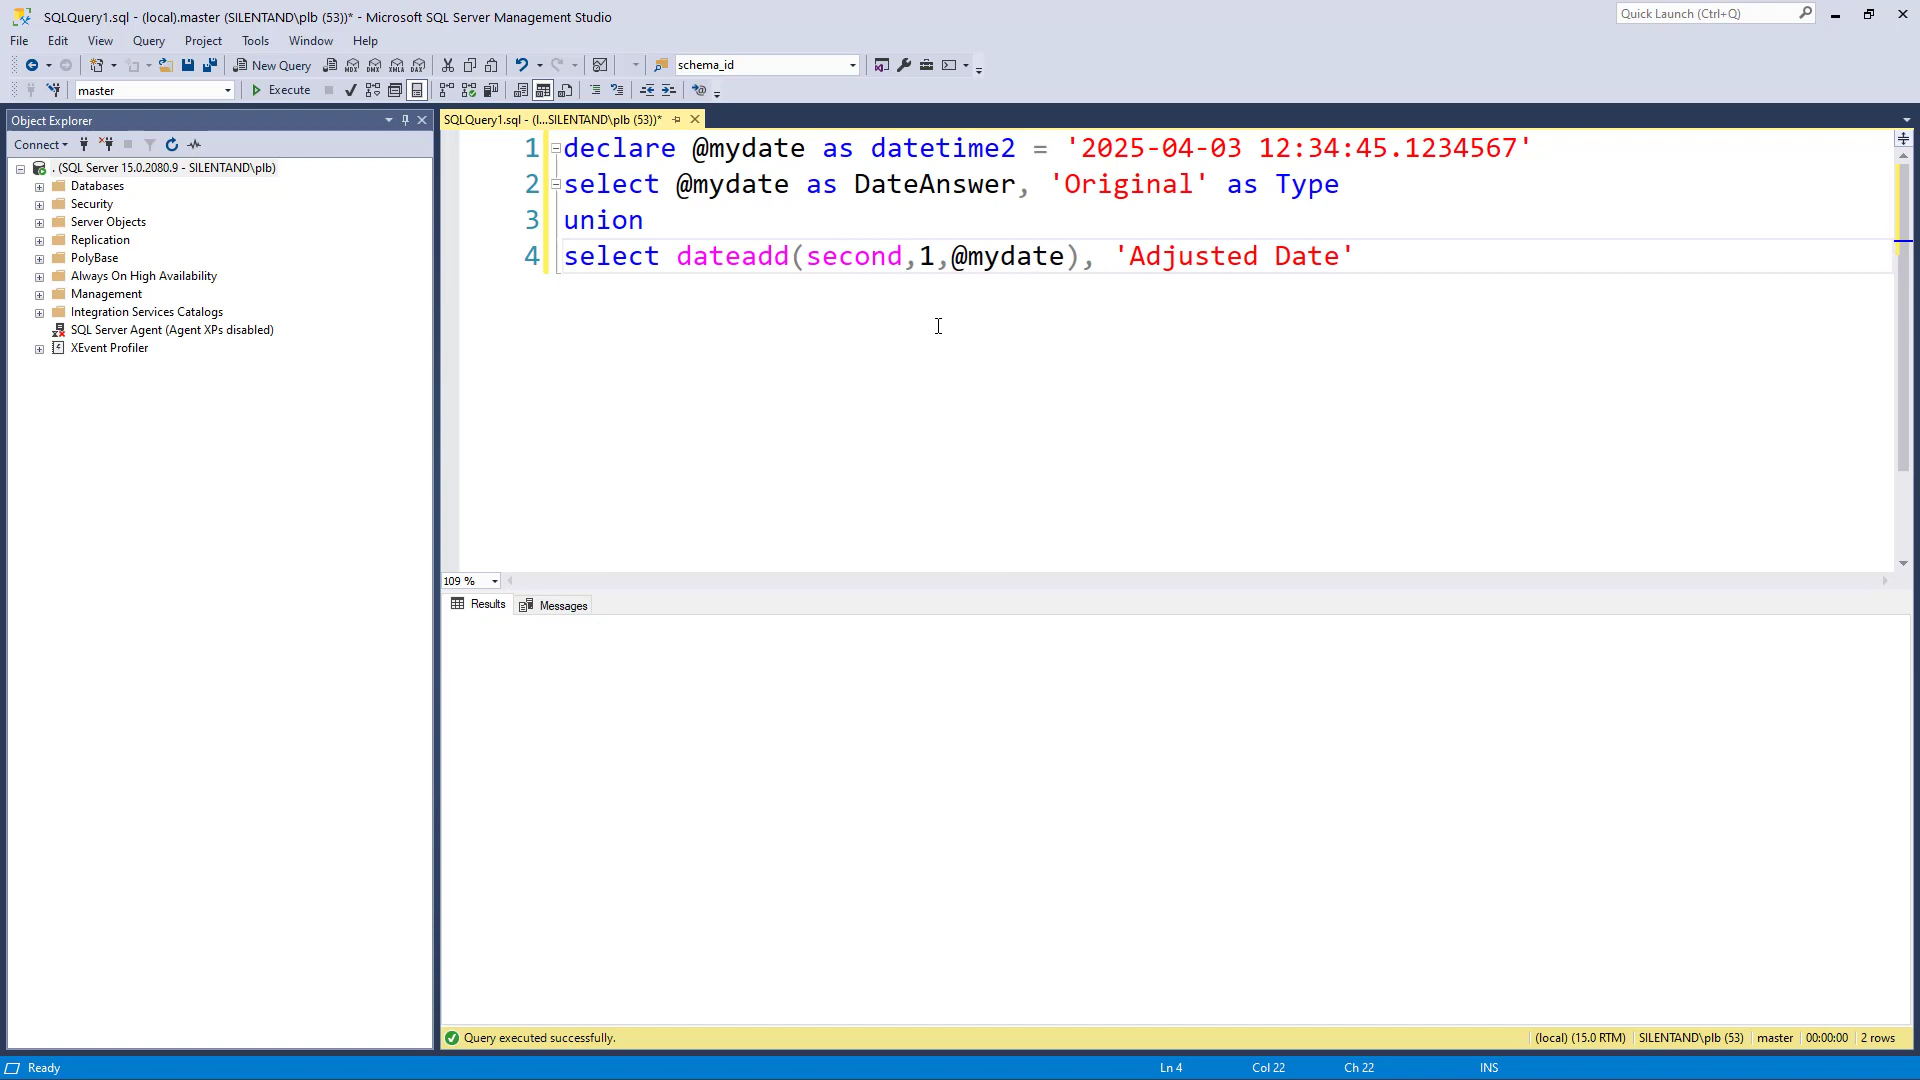 SQLQuery1.sql - (local).master (SILENTAND\plb (53))* - Microsoft SQL Server Management Studio
Quick Launch (Ctrl+Q)
File Edit View Query Project Tools Window Help
New Query
schema_id
master
Execute
Object Explorer
SQLQuery1.sql - (l...SILENTAND\plb (53))*
Connect
. (SQL Server 15.0.2080.9 - SILENTAND\plb)
Databases
Security
Server Objects
Replication
PolyBase
Always On High Availability
Management
Integration Services Catalogs
SQL Server Agent (Agent XPs disabled)
XEvent Profiler
1 declare @mydate as datetime2 = '2025-04-03 12:34:45.1234567'
2 select @mydate as DateAnswer, 'Original' as Type
3 union
4 select dateadd(second,1,@mydate), 'Adjusted Date'
109 %
Results Messages
Query executed successfully.
(local) (15.0 RTM) SILENTAND\plb (53) master 00:00:00 2 rows
Ready
Ln 4 Col 22 Ch 22 INS